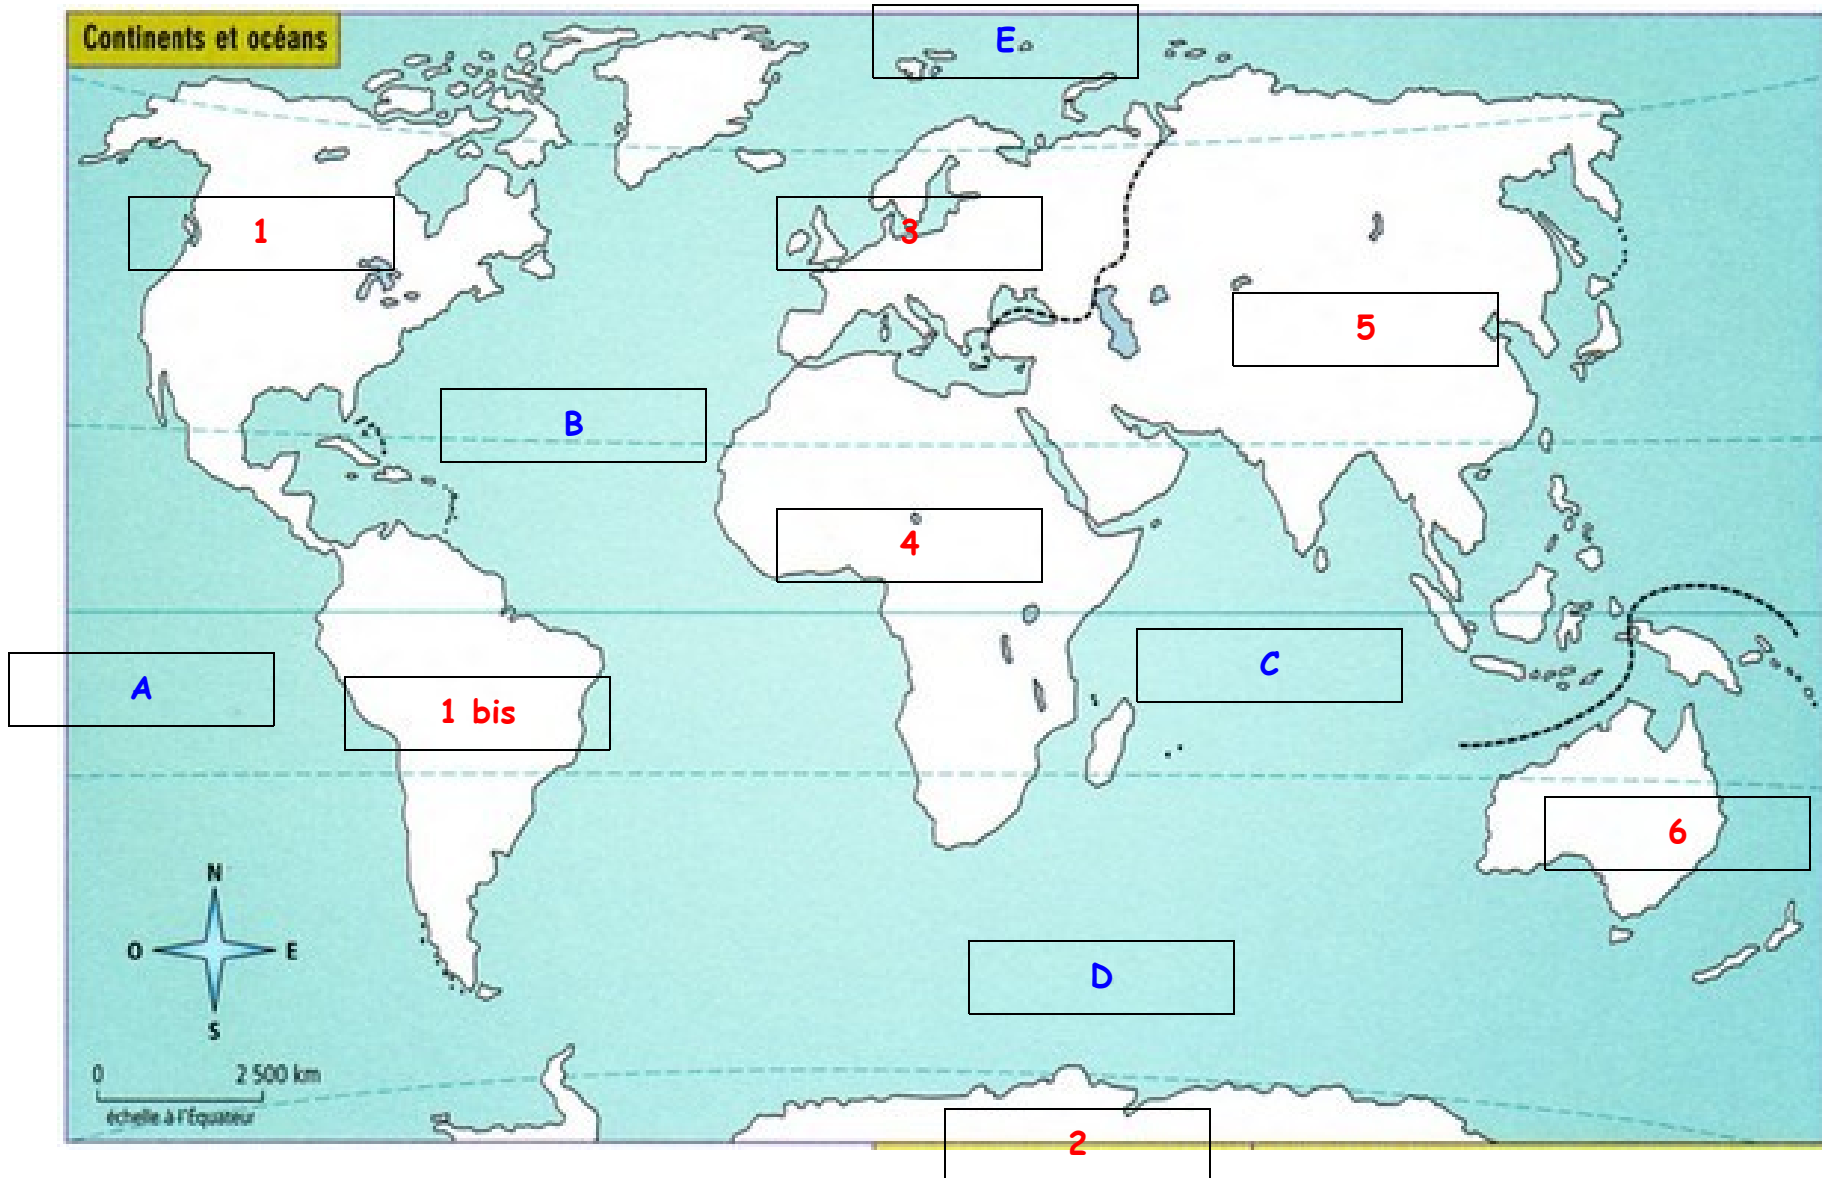 Continents et océans
E
1
3
5
B
4
A
1 bis
C
6
N
O
E
S
D
0
2 500 km
échelle à l'Équateur
2